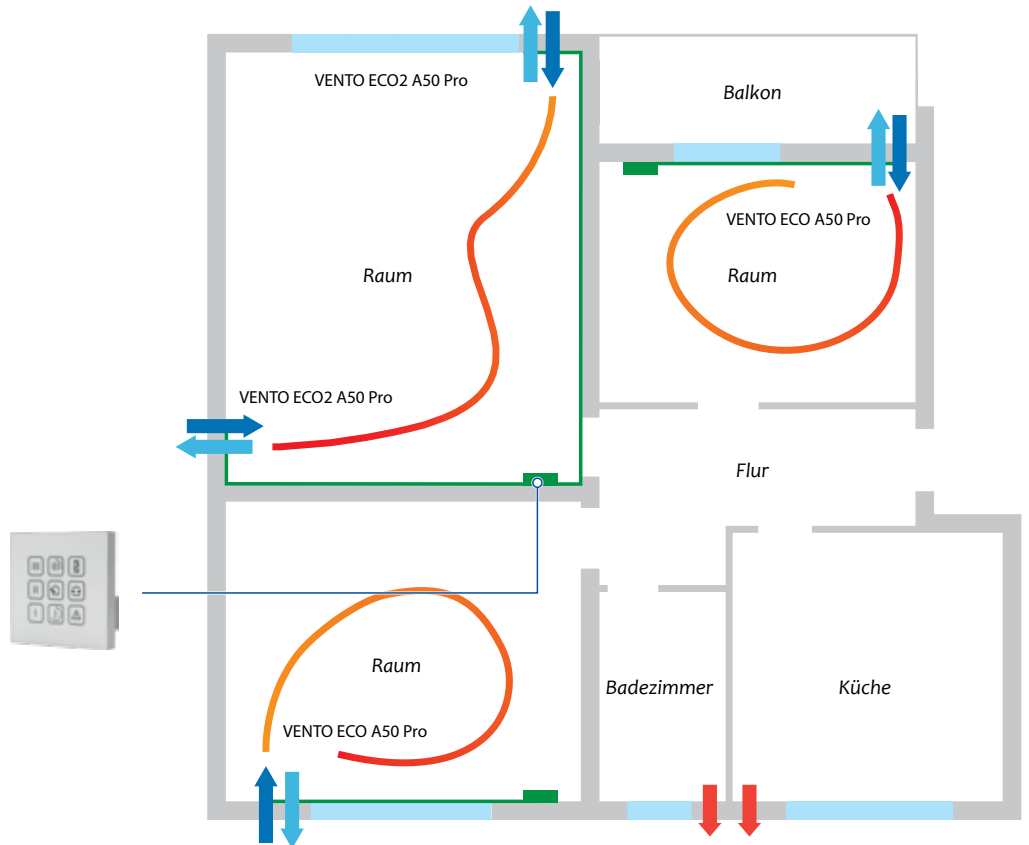 VENTO ECO2 A50 Pro
Balkon
VENTO ECO A50 Pro
Raum
Raum
VENTO ECO2 A50 Pro
Flur
Raum
Badezimmer
Küche
VENTO ECO A50 Pro